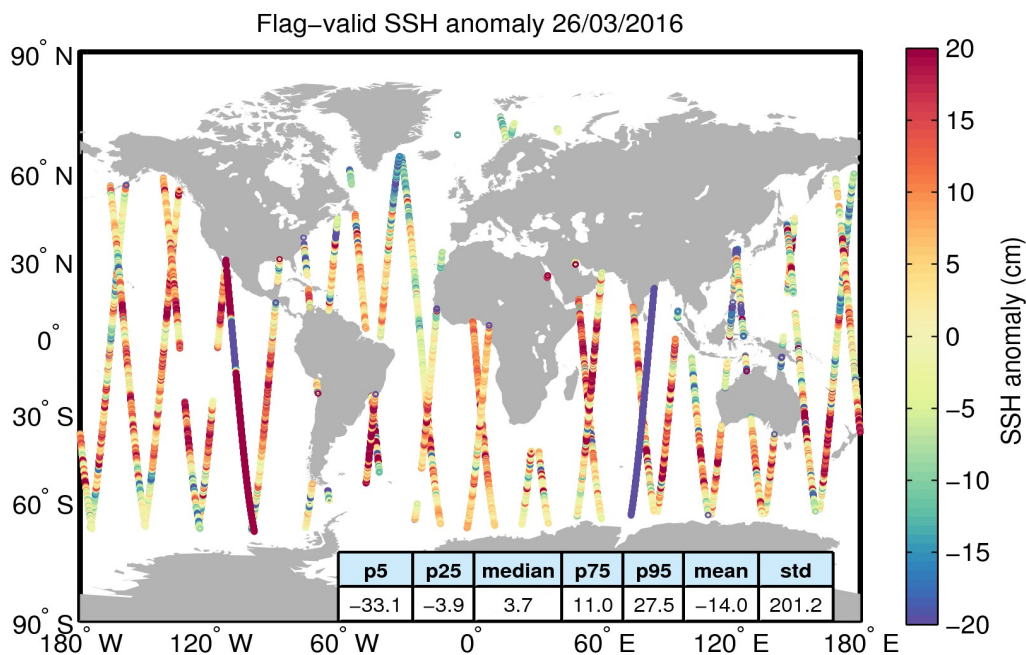 Flag−valid SSH anomaly 26/03/2016
90° N
60° N
30° N
0°
30° S
60° S
90° S
180° W
120° W
60° W
0°
60° E
120° E
180° E
p5 p25 median p75 p95 mean std
−33.1 −3.9 3.7 11.0 27.5 −14.0 201.2
20
15
10
5
0
−5
−10
−15
−20
SSH anomaly (cm)